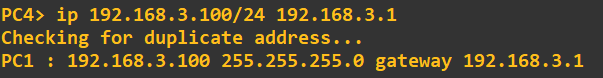 PC4> ip 192.168.3.100/24 192.168.3.1
Checking for duplicate address...
PC1 : 192.168.3.100 255.255.255.0 gateway 192.168.3.1